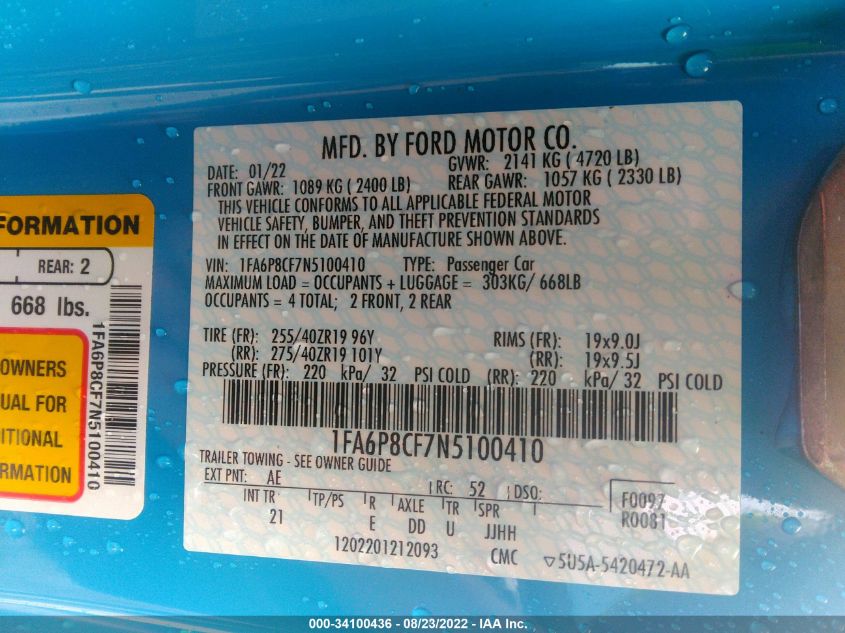 FORMATION
REAR: 2
668 lbs.
OWNERS
UAL FOR
ITIONAL
RMATION
1FA6P8CF7N5100410
MFD. BY FORD MOTOR CO.
DATE: 01/22 GVWR: 2141 KG ( 4720 LB)
FRONT GAWR: 1089 KG ( 2400 LB) REAR GAWR: 1057 KG ( 2330 LB)
THIS VEHICLE CONFORMS TO ALL APPLICABLE FEDERAL MOTOR
VEHICLE SAFETY, BUMPER, AND THEFT PREVENTION STANDARDS
IN EFFECT ON THE DATE OF MANUFACTURE SHOWN ABOVE.
VIN: 1FA6P8CF7N5100410 TYPE: Passenger Car
MAXIMUM LOAD = OCCUPANTS + LUGGAGE = 303KG/ 668LB
OCCUPANTS = 4 TOTAL; 2 FRONT, 2 REAR
TIRE (FR): 255/40ZR19 96Y RIMS (FR): 19x9.0J
(RR): 275/40ZR19 101Y (RR): 19x9.5J
PRESSURE (FR): 220 kPa/ 32 PSI COLD (RR): 220 kPa/ 32 PSI COLD
1FA6P8CF7N5100410
TRAILER TOWING - SEE OWNER GUIDE
EXT PNT: AE RC: 52 DSO: F0097
INT TR TP/PS R AXLE TR SPR R0081
21 E DD U JJHH
1202201212093 CMC ▽5U5A-5420472-AA
000-34100436 - 08/23/2022 - IAA Inc.